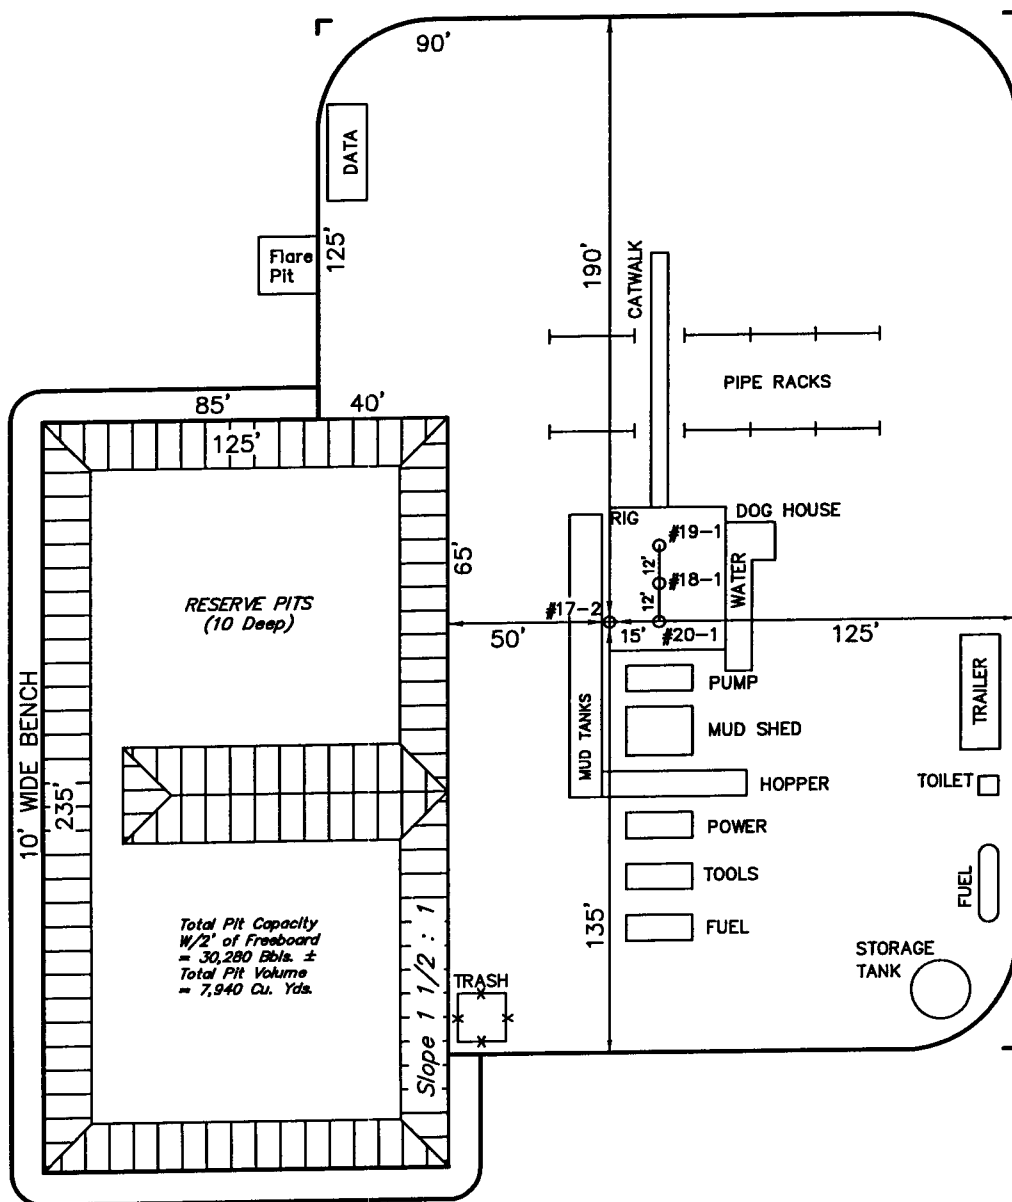 90'
DATA
125'
Flare
Pit
190'
CATWALK
PIPE RACKS
85'
40'
125'
RIG
DOG HOUSE
#19-1
12'
#18-1
12'
WATER
65'
RESERVE PITS
(10 Deep)
#17-2
50'
15'
#20-1
125'
PUMP
TRAILER
MUD TANKS
MUD SHED
10' WIDE BENCH
235'
HOPPER
TOILET
POWER
TOOLS
FUEL
FUEL
135'
Total Pit Capacity
W/2' of Freeboard
= 30,280 Bbls. ±
Total Pit Volume
= 7,940 Cu. Yds.
Slope 1 1/2 : 1
TRASH
STORAGE
TANK